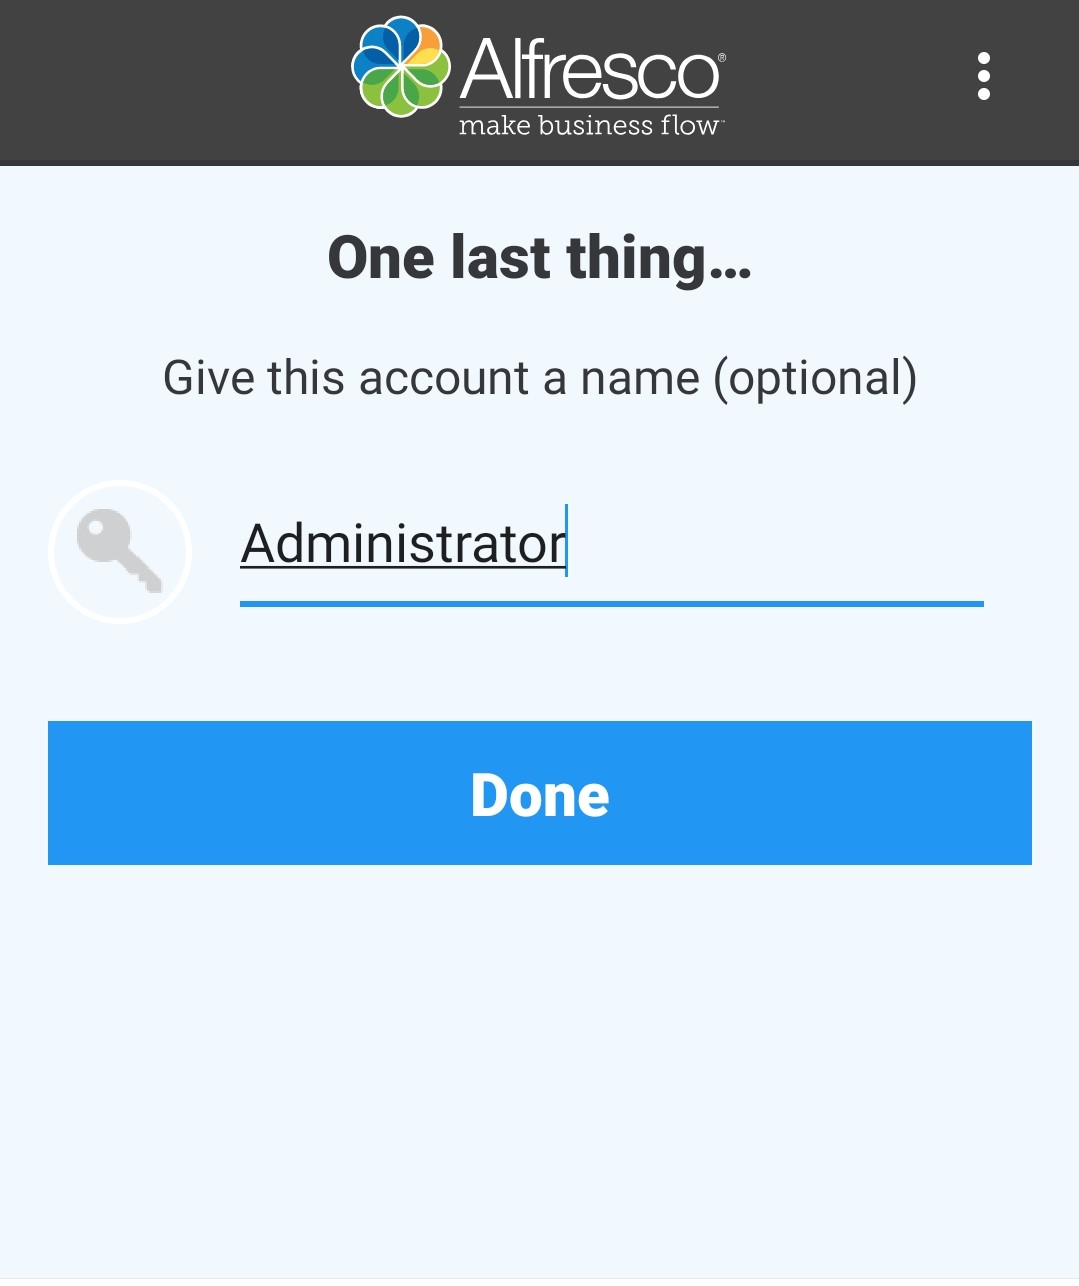 Alfresco®
make business flow™
One last thing...
Give this account a name (optional)
Administrator
Done